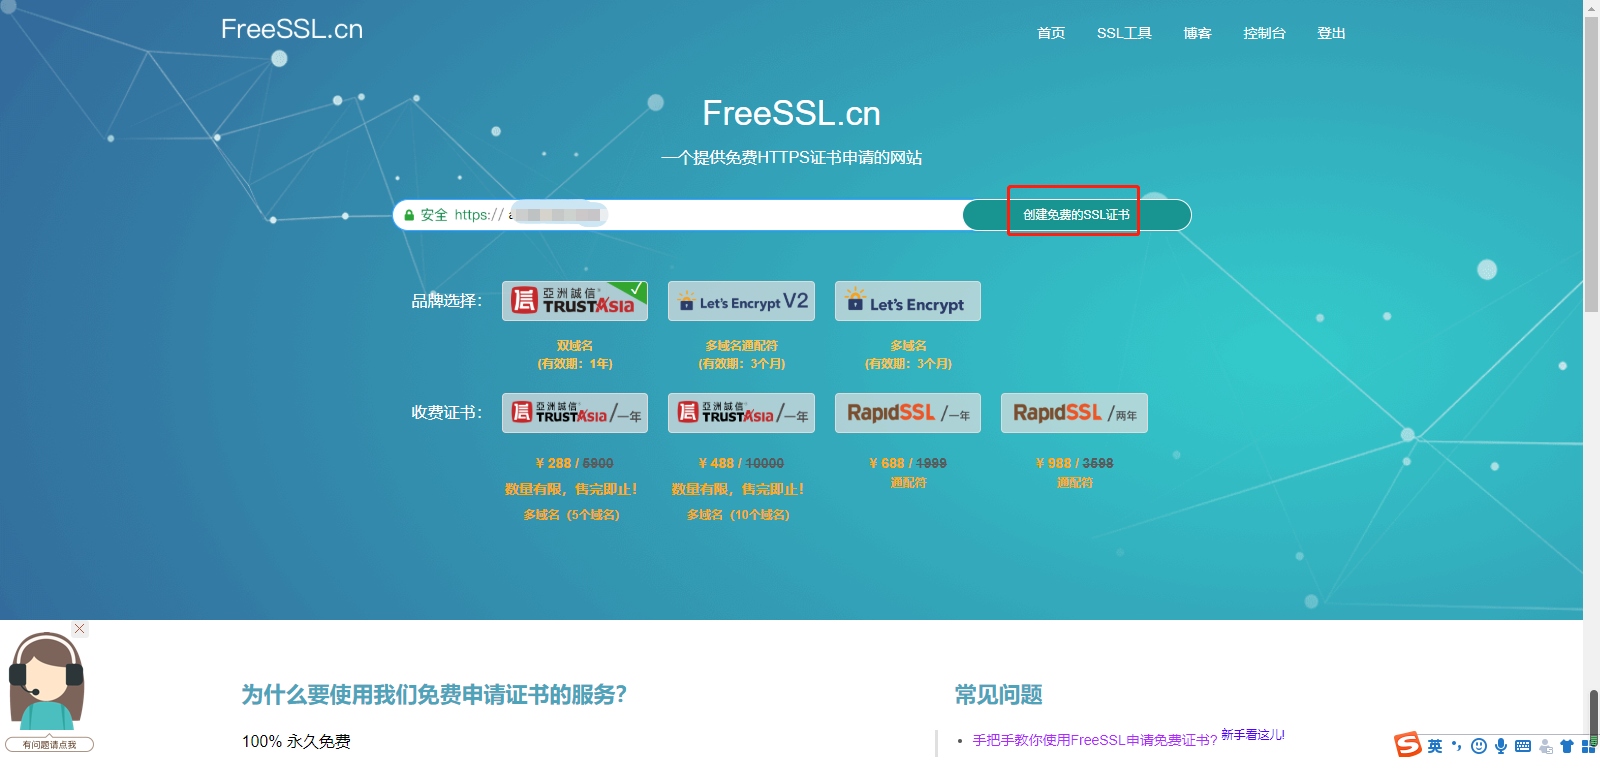 FreeSSL.cn
首页 SSL工具 博客 控制台 登出
FreeSSL.cn
一个提供免费HTTPS证书申请的网站
安全 https:// a
创建免费的SSL证书
品牌选择：
亞洲誠信 TRUSTAsia
Let's Encrypt V2
Let's Encrypt
双域名
(有效期：1年)
多域名通配符
(有效期：3个月)
多域名
(有效期：3个月)
收费证书：
亞洲誠信 TRUSTAsia /一年
亞洲誠信 TRUSTAsia /一年
RapidSSL /一年
RapidSSL /两年
¥ 288 / 5900
数量有限，售完即止！
多域名（5个域名）
¥ 488 / 10000
数量有限，售完即止！
多域名（10个域名）
¥ 688 / 1999
通配符
¥ 988 / 3598
通配符
有问题请点我
为什么要使用我们免费申请证书的服务？
100% 永久免费
常见问题
手把手教你使用FreeSSL申请免费证书? 新手看这儿!
英